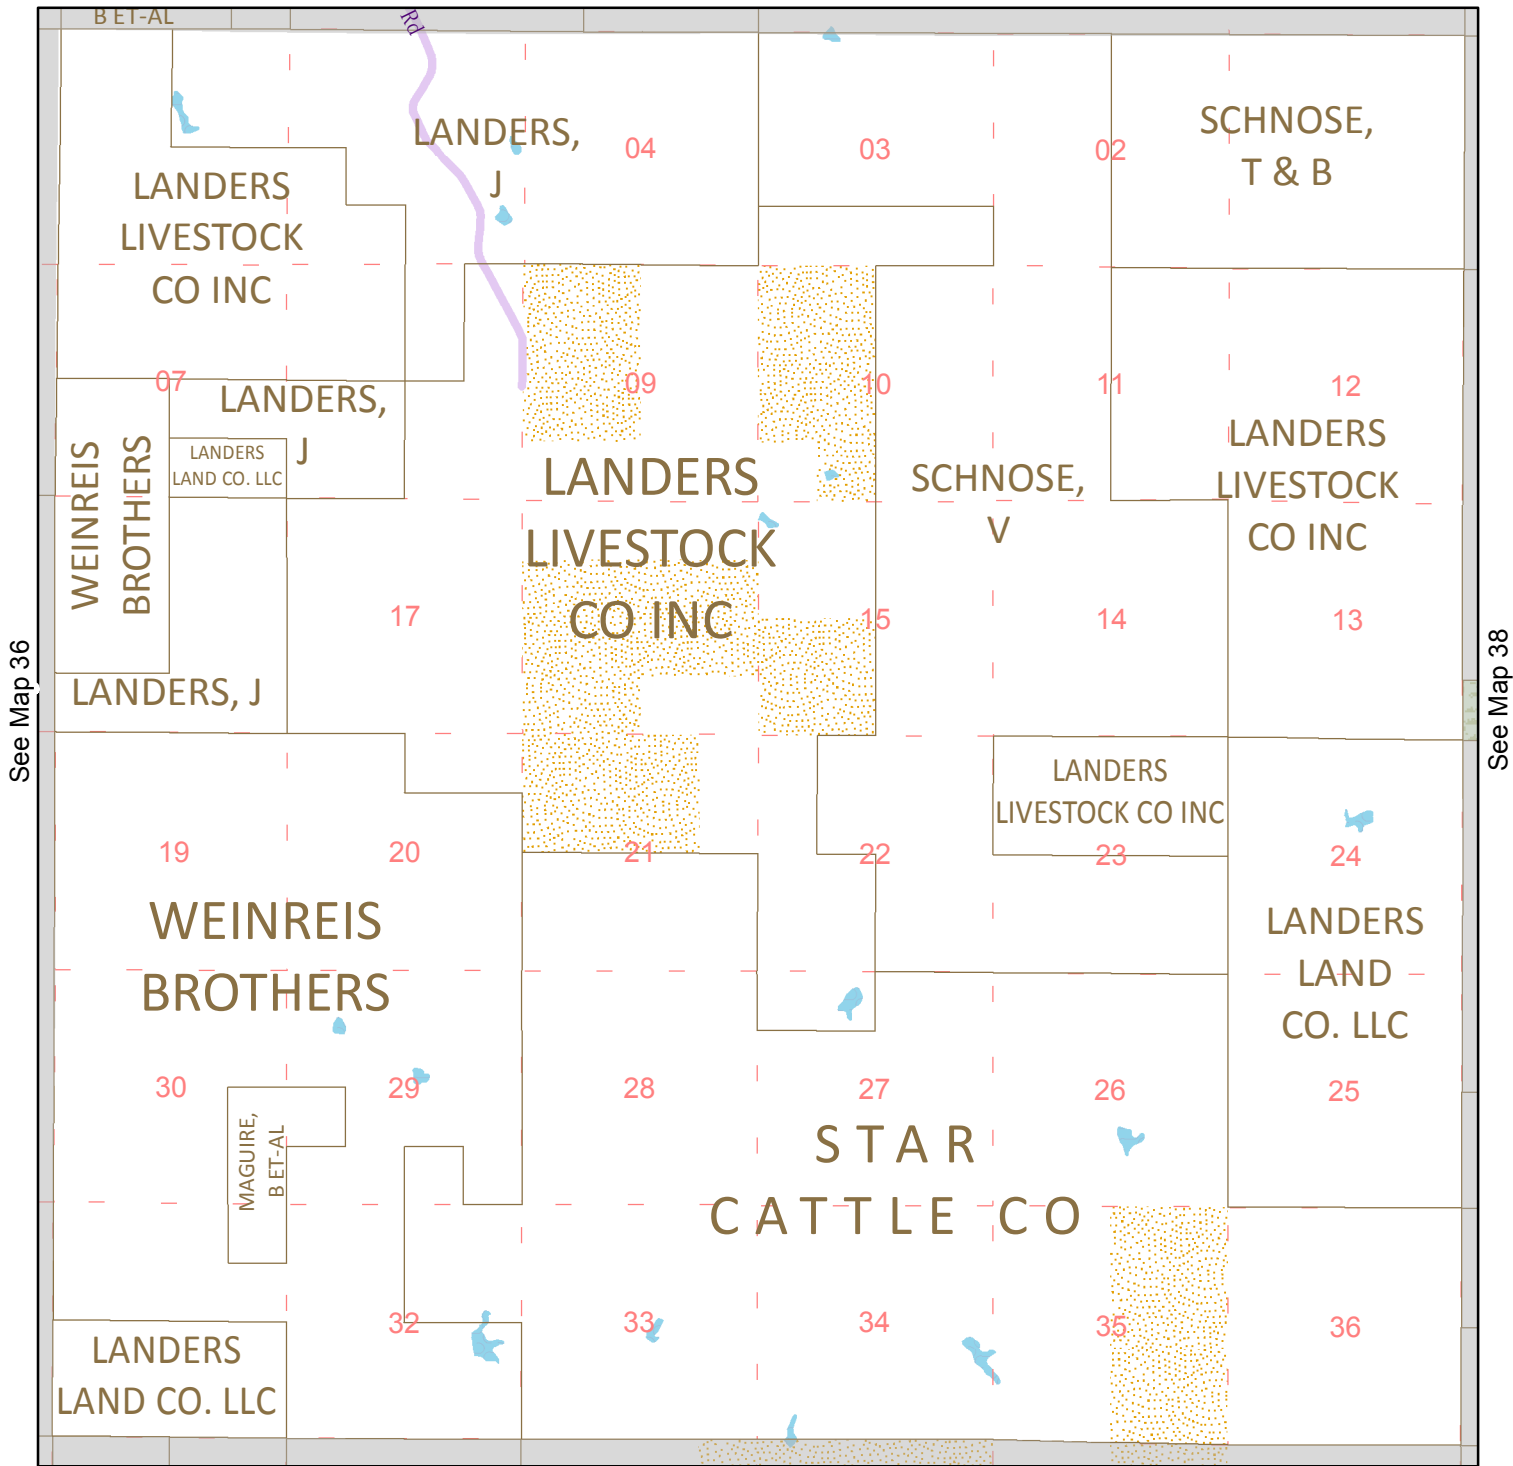 B ET-AL
Rd
LANDERS,
J
04
03
02
SCHNOSE,
T & B
LANDERS
LIVESTOCK
CO INC
07
09
10
11
12
LANDERS,
J
LANDERS
LAND CO. LLC
WEINREIS
BROTHERS
LANDERS
LIVESTOCK
CO INC
SCHNOSE,
V
LANDERS
LIVESTOCK
CO INC
17
15
14
13
LANDERS, J
See Map 36
See Map 38
LANDERS
LIVESTOCK CO INC
19
20
21
22
23
24
WEINREIS
BROTHERS
LANDERS
LAND
CO. LLC
30
29
28
27
26
25
MAGUIRE,
B ET-AL
STAR
CATTLE CO
32
33
34
35
36
LANDERS
LAND CO. LLC